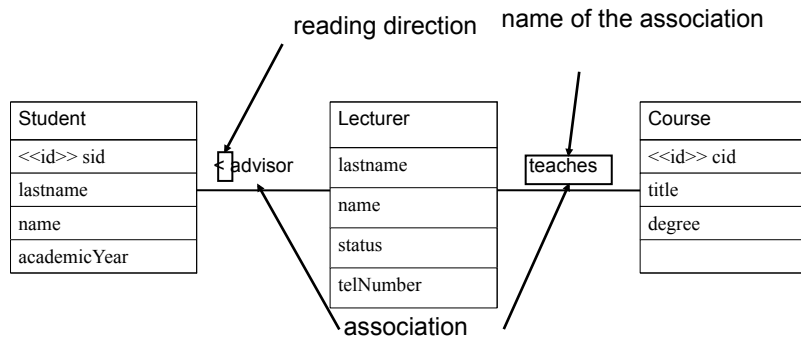 reading direction
name of the association
Student
<<id>> sid
lastname
name
academicYear
< advisor
Lecturer
lastname
name
status
telNumber
teaches
Course
<<id>> cid
title
degree
association